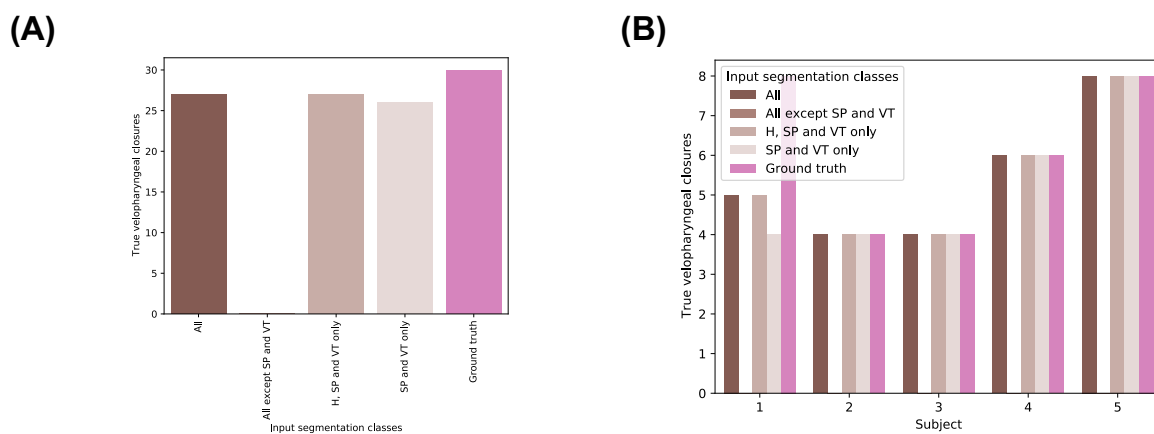 (A)
True velopharyngeal closures
30
25
20
15
10
5
0
All
All except SP and VT
H, SP and VT only
SP and VT only
Ground truth
Input segmentation classes
(B)
True velopharyngeal closures
8
7
6
5
4
3
2
1
0
Input segmentation classes
All
All except SP and VT
H, SP and VT only
SP and VT only
Ground truth
1
2
3
4
5
Subject